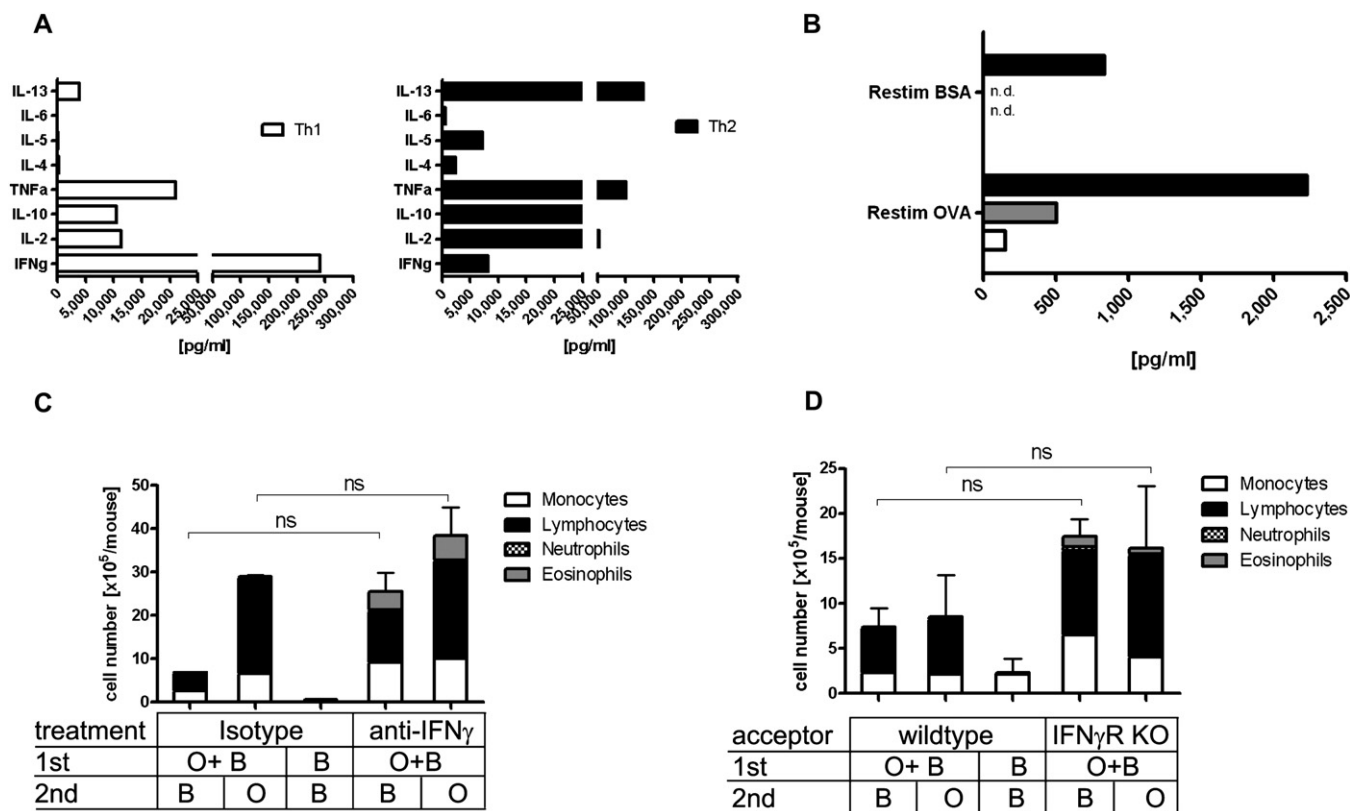 A
IL-13
IL-6
IL-5
IL-4
TNFa
IL-10
IL-2
IFNg
Th1
0
5,000
10,000
15,000
20,000
25,000
50,000
100,000
150,000
200,000
250,000
300,000
[pg/ml]
IL-13
IL-6
IL-5
IL-4
TNFa
IL-10
IL-2
IFNg
Th2
0
5,000
10,000
15,000
20,000
25,000
50,000
100,000
150,000
200,000
250,000
300,000
[pg/ml]
B
Restim BSA
n.d.
n.d.
Restim OVA
0
500
1,000
1,500
2,000
2,500
[pg/ml]
C
cell number [x10⁵/mouse]
50
40
30
20
10
0
ns
ns
Monocytes
Lymphocytes
Neutrophils
Eosinophils
treatment Isotype anti-IFNγ
1st O+ B B O+B
2nd B O B B O
D
cell number [x10⁵/mouse]
25
20
15
10
5
0
ns
ns
Monocytes
Lymphocytes
Neutrophils
Eosinophils
acceptor wildtype IFNγR KO
1st O+ B B O+B
2nd B O B B O